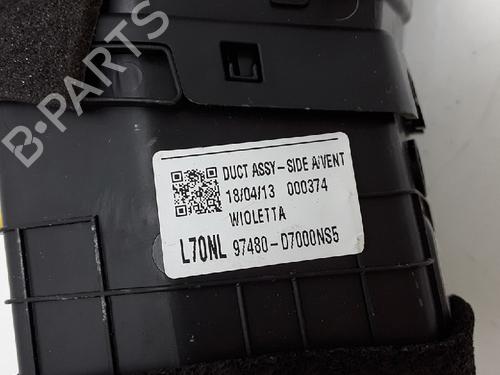 B-PARTS
DUCT ASSY-SIDE A/VENT
18/04/13 000374
WIOLETTA
L70NL 97480-D7000NS5